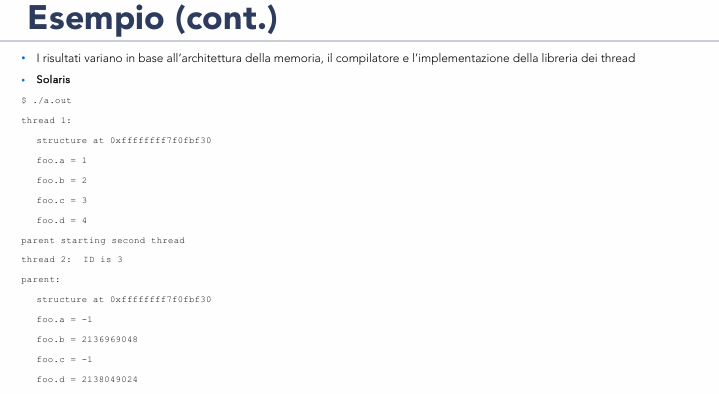 Esempio (cont.)
• I risultati variano in base all'architettura della memoria, il compilatore e l'implementazione della libreria dei thread
• Solaris
$ ./a.out
thread 1:
structure at 0xffffffff7f0fbf30
foo.a = 1
foo.b = 2
foo.c = 3
foo.d = 4
parent starting second thread
thread 2:  ID is 3
parent:
structure at 0xffffffff7f0fbf30
foo.a = -1
foo.b = 2136969048
foo.c = -1
foo.d = 2138049024